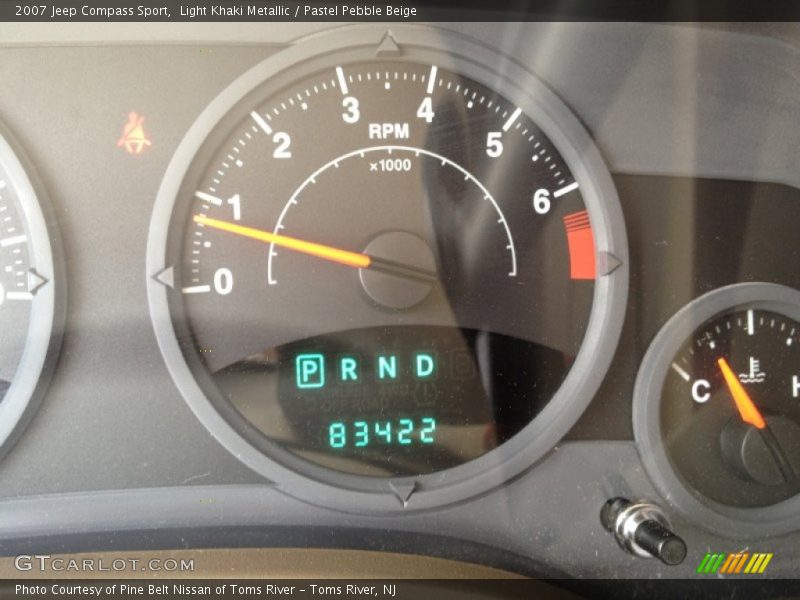 2007 Jeep Compass Sport,  Light Khaki Metallic / Pastel Pebble Beige
0
1
2
3
4
5
6
RPM
x1000
P R N D
83422
C
H
GTCARLOT.COM
Photo Courtesy of Pine Belt Nissan of Toms River – Toms River, NJ